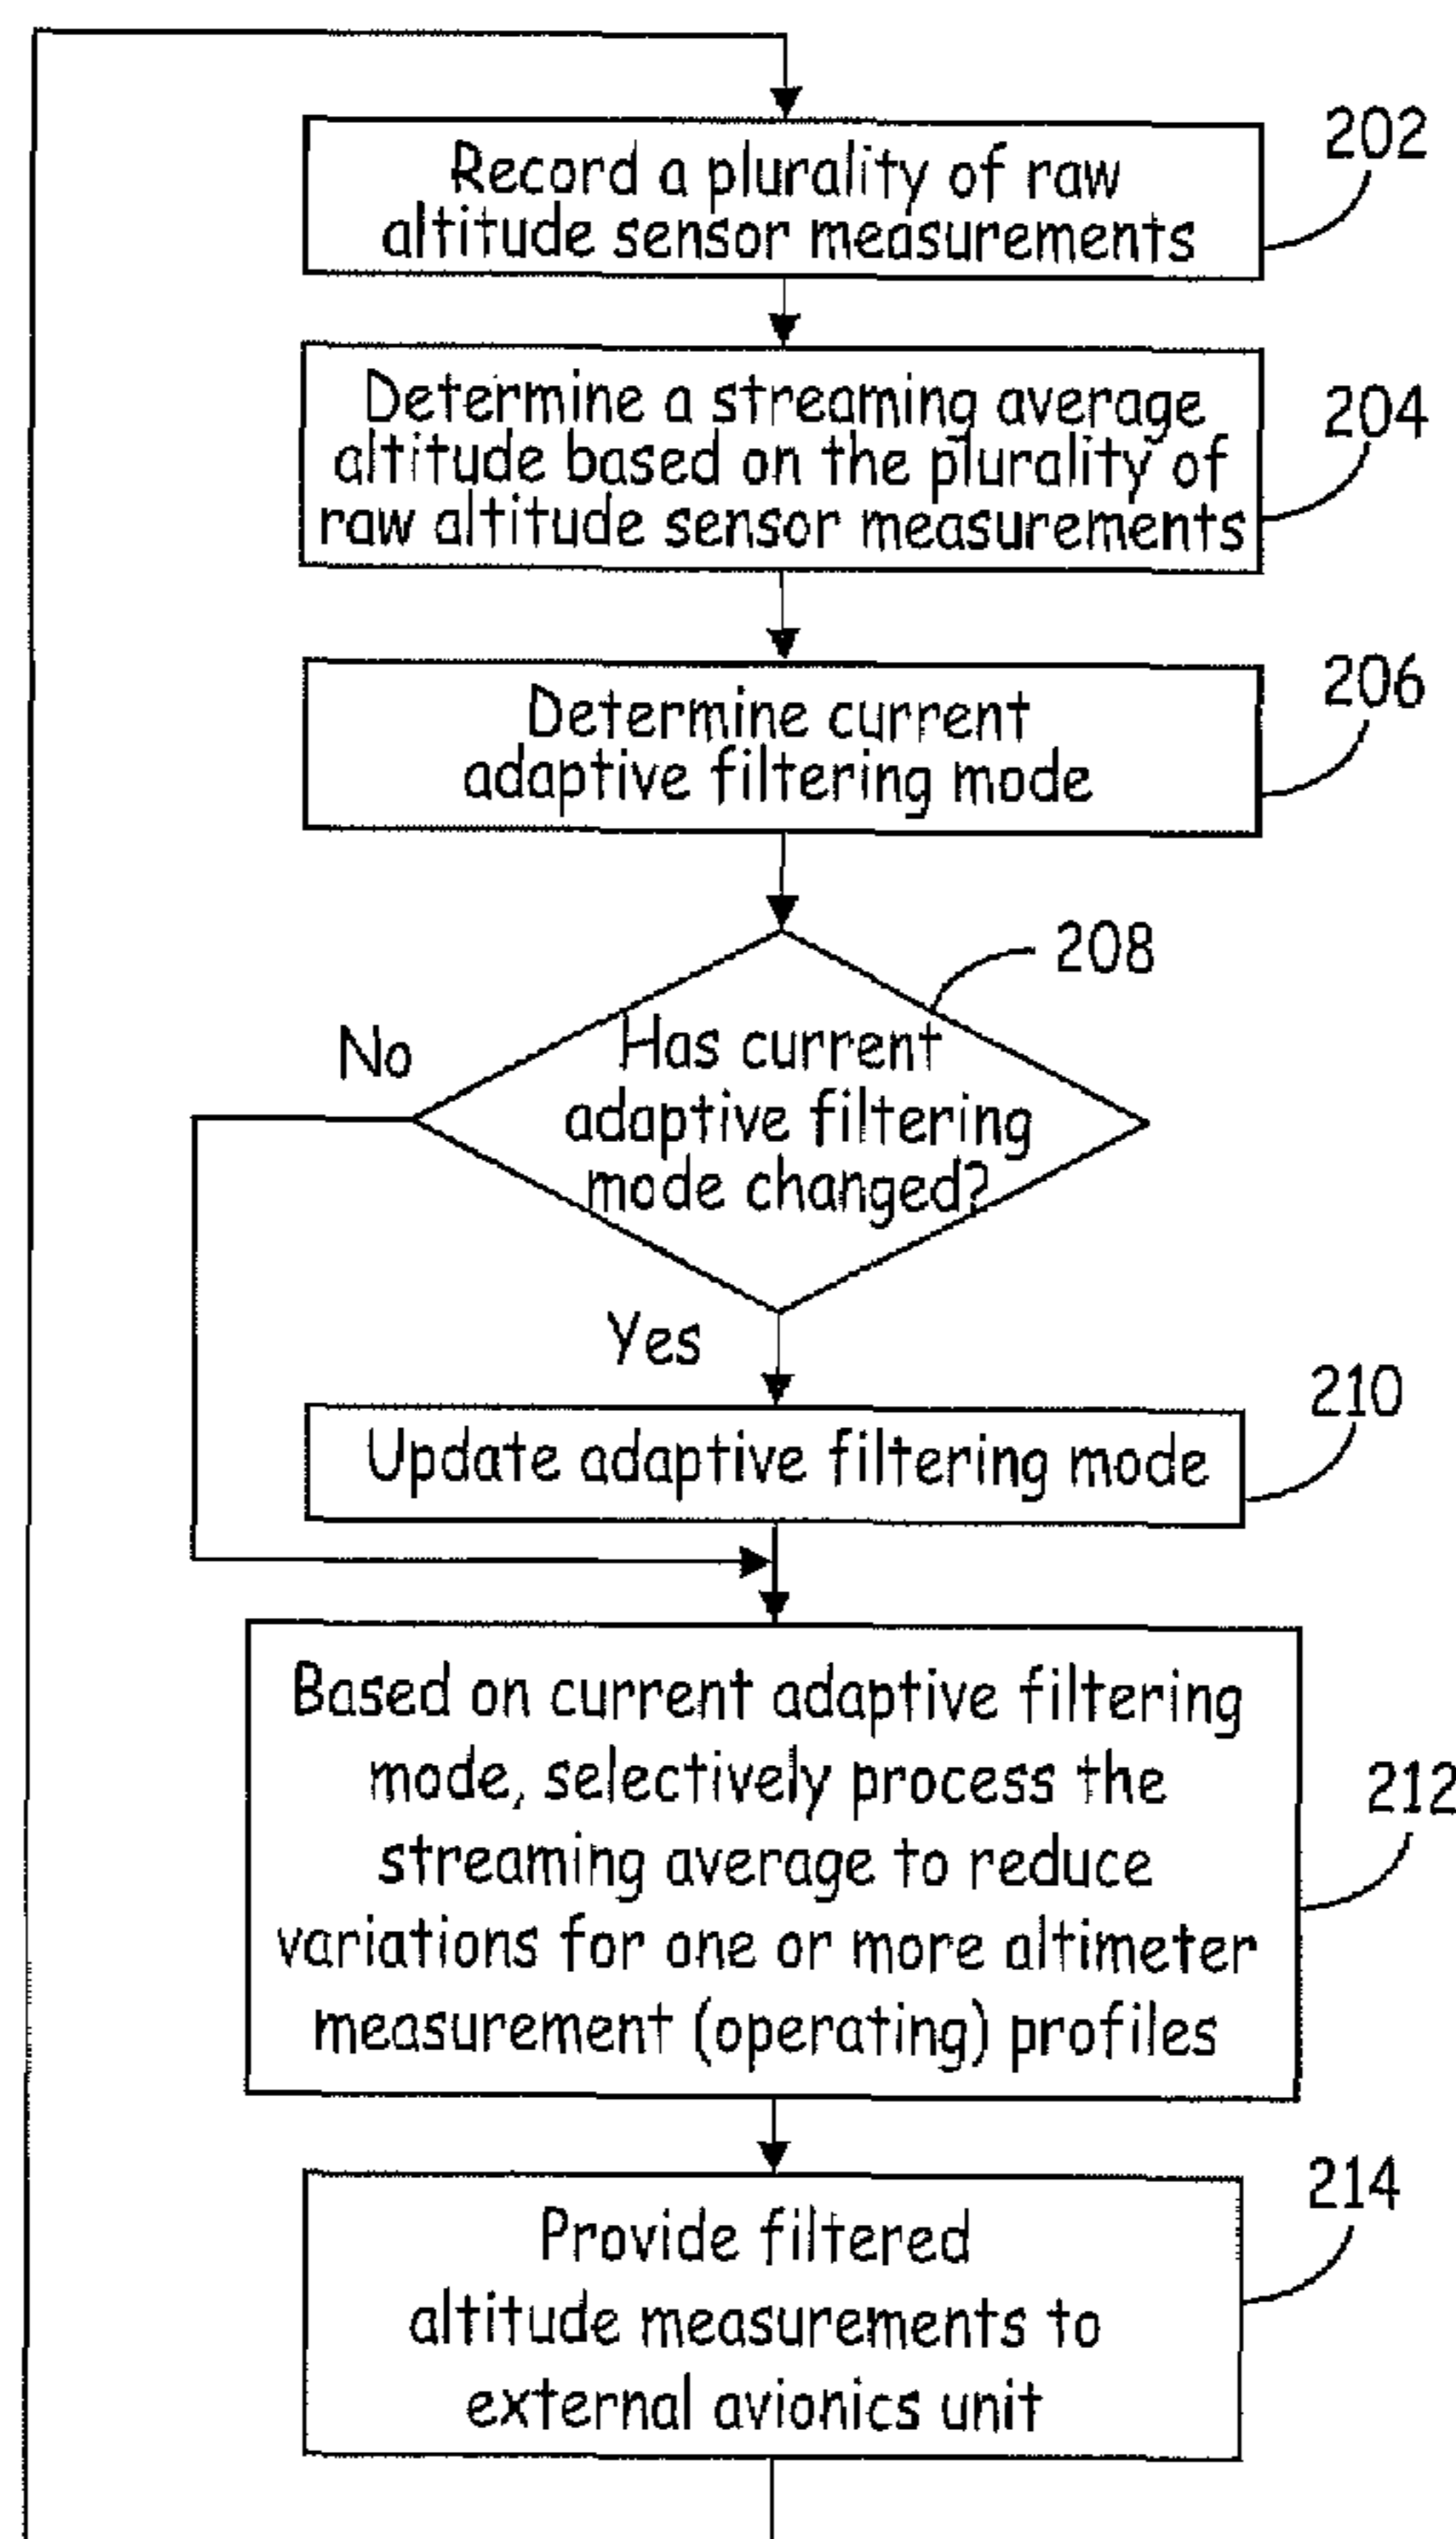 202
Record a plurality of raw
altitude sensor measurements
204
Determine a streaming average
altitude based on the plurality of
raw altitude sensor measurements
206
Determine current
adaptive filtering mode
208
No
Has current
adaptive filtering
mode changed?
Yes
210
Update adaptive filtering mode
Based on current adaptive filtering
mode, selectively process the
212
streaming average to reduce
variations for one or more altimeter
measurement (operating) profiles
214
Provide filtered
altitude measurements to
external avionics unit